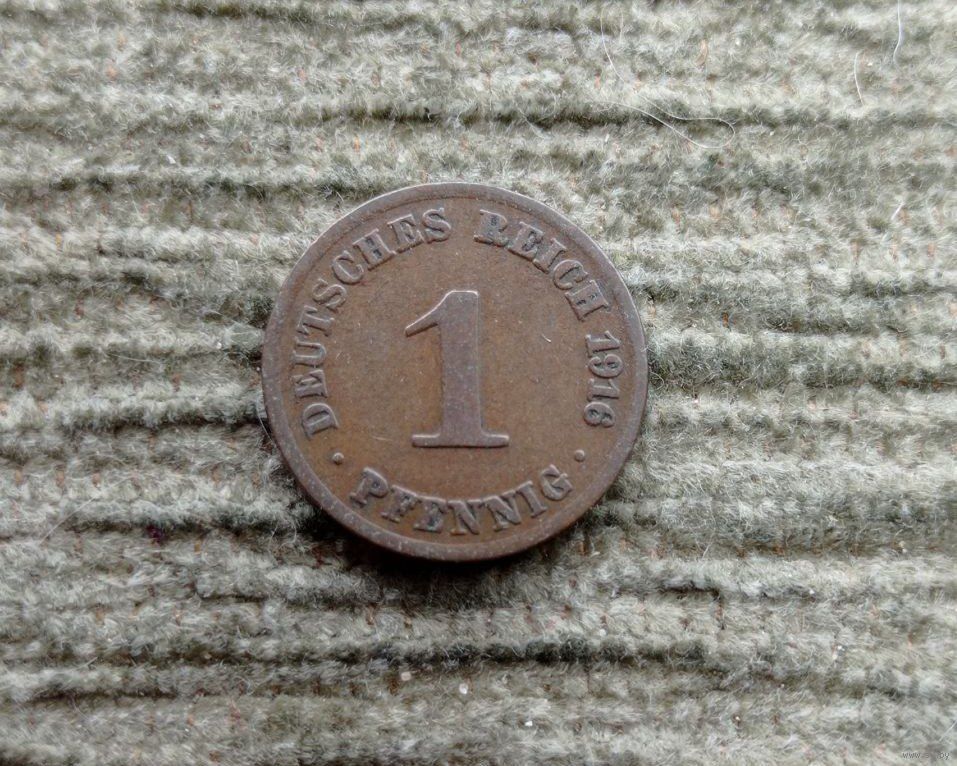 DEUTSCHES REICH 1916
1
· PFENNIG ·